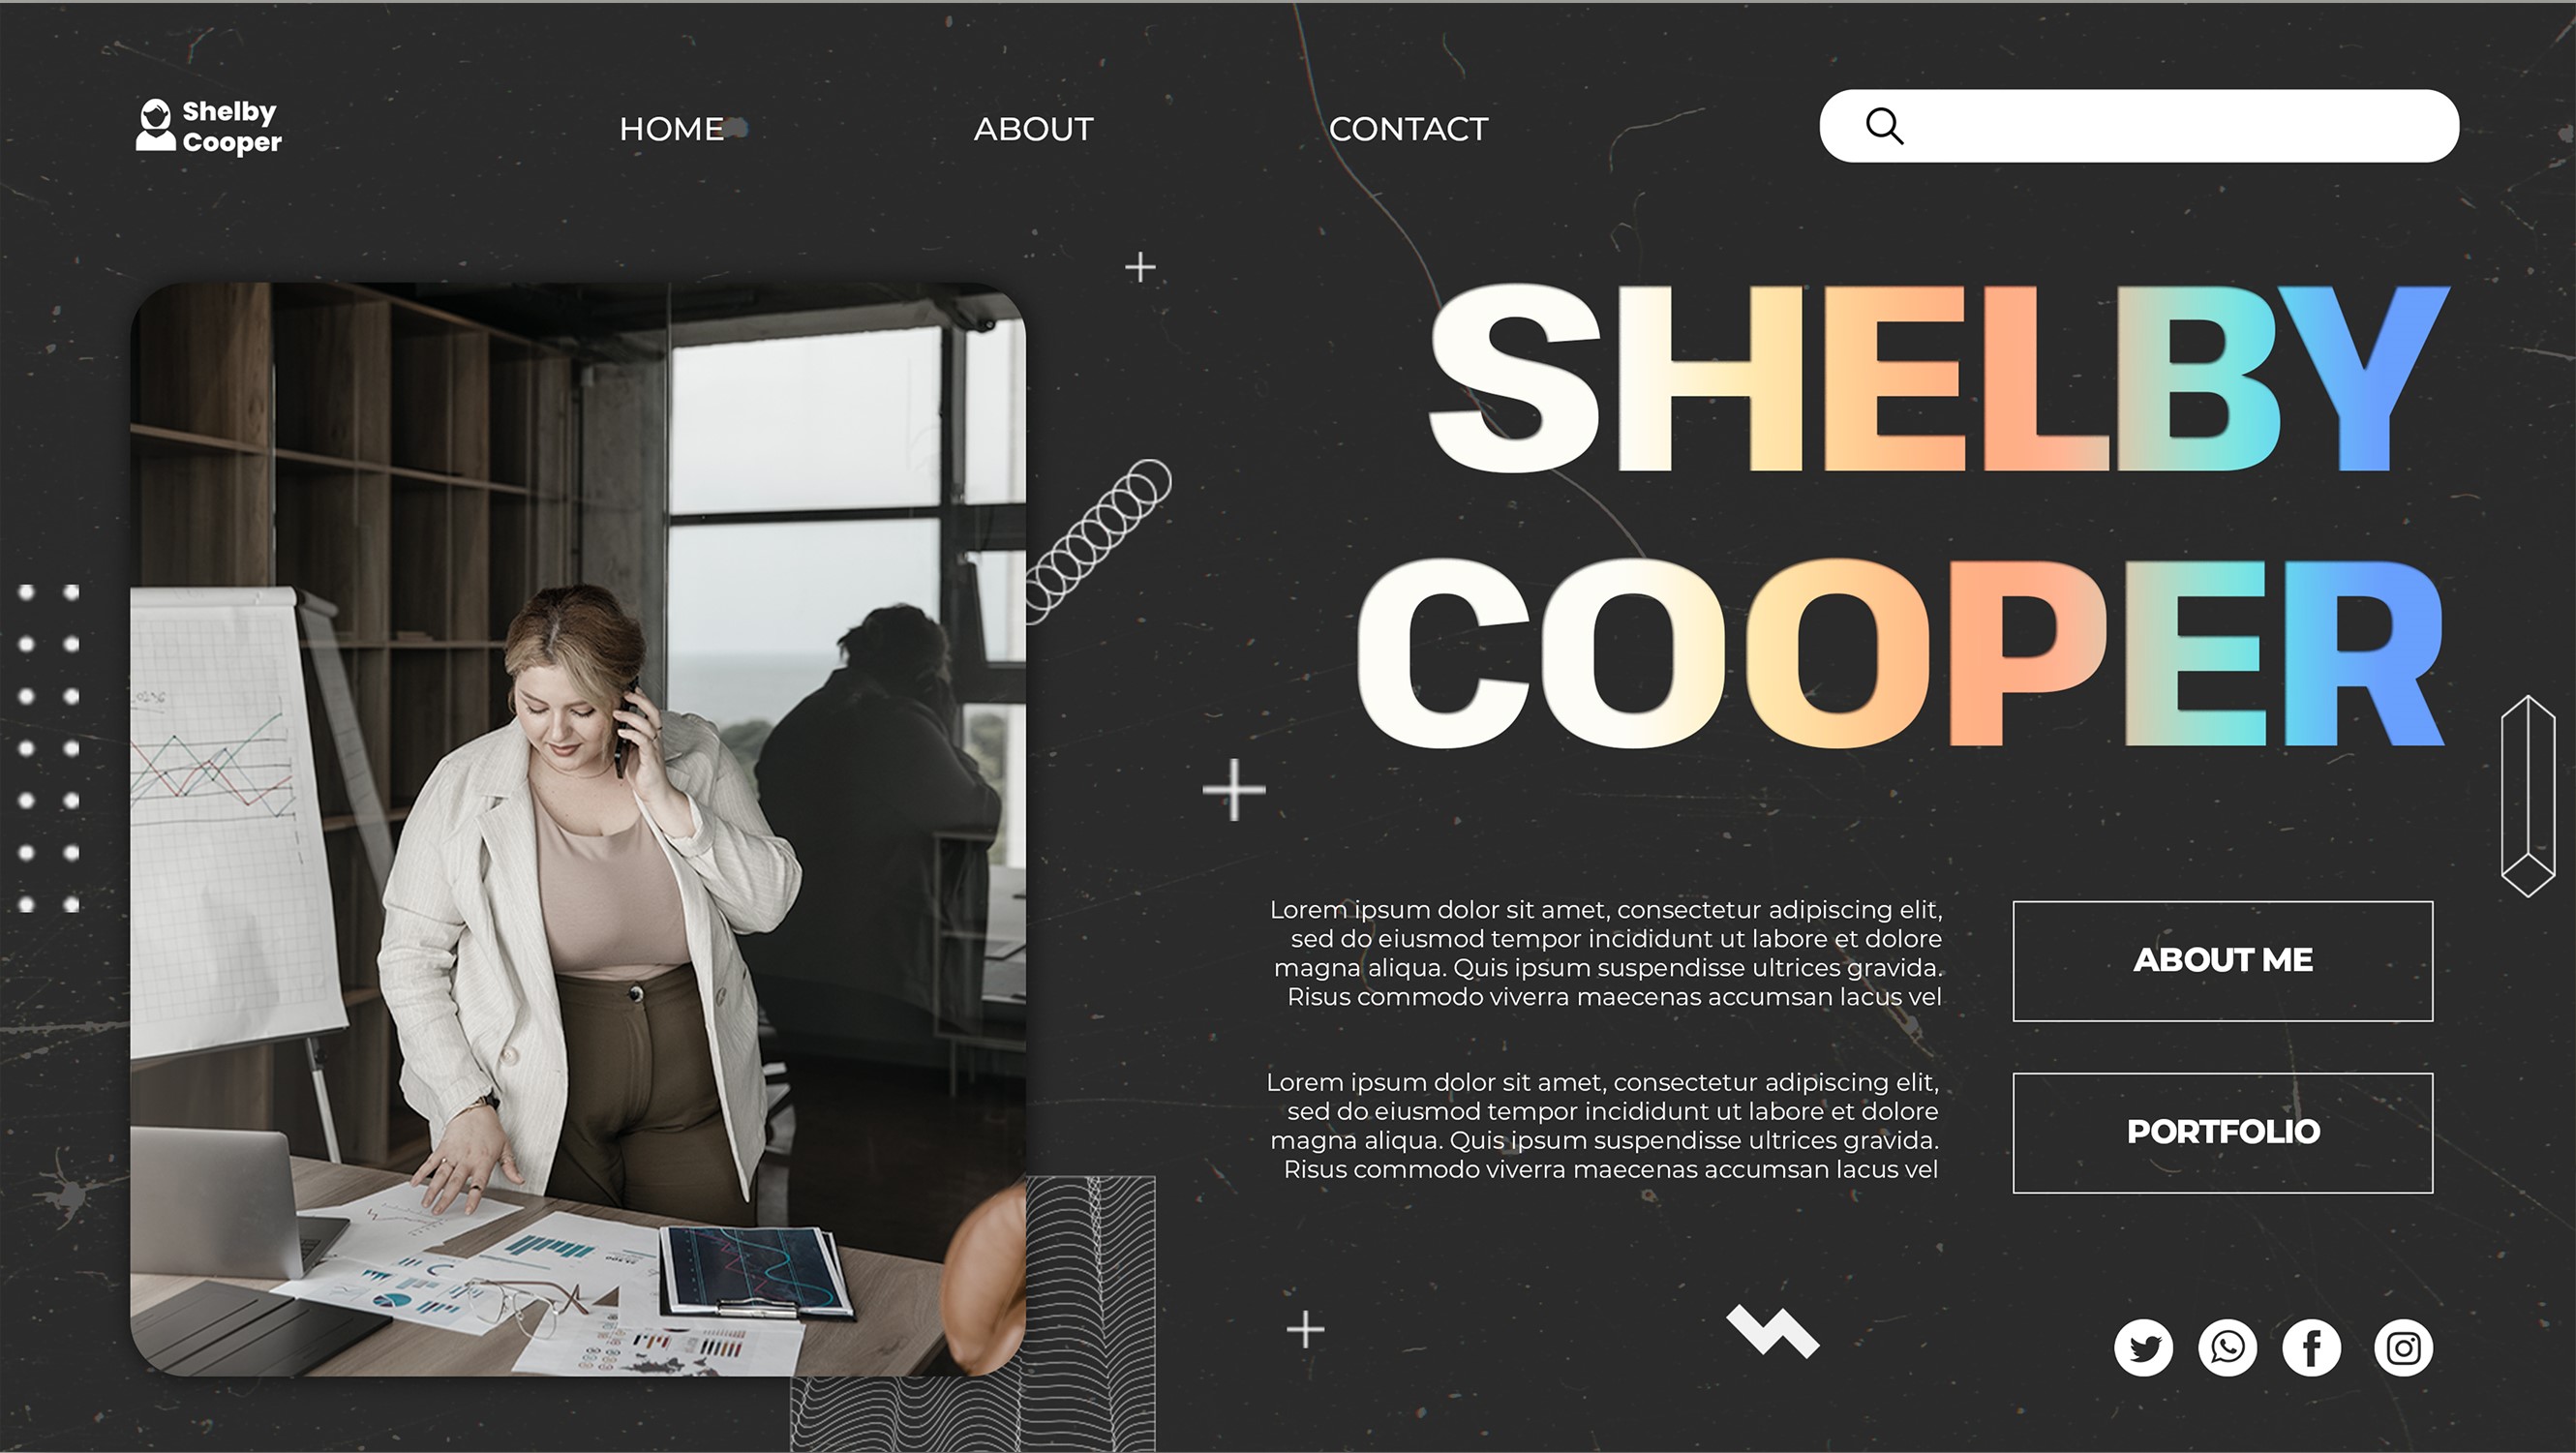 Shelby
Cooper
HOME
ABOUT
CONTACT
SHELBY
COOPER
Lorem ipsum dolor sit amet, consectetur adipiscing elit,
sed do eiusmod tempor incididunt ut labore et dolore
magna aliqua. Quis ipsum suspendisse ultrices gravida.
Risus commodo viverra maecenas accumsan lacus vel
ABOUT ME
Lorem ipsum dolor sit amet, consectetur adipiscing elit,
sed do eiusmod tempor incididunt ut labore et dolore
magna aliqua. Quis ipsum suspendisse ultrices gravida.
Risus commodo viverra maecenas accumsan lacus vel
PORTFOLIO